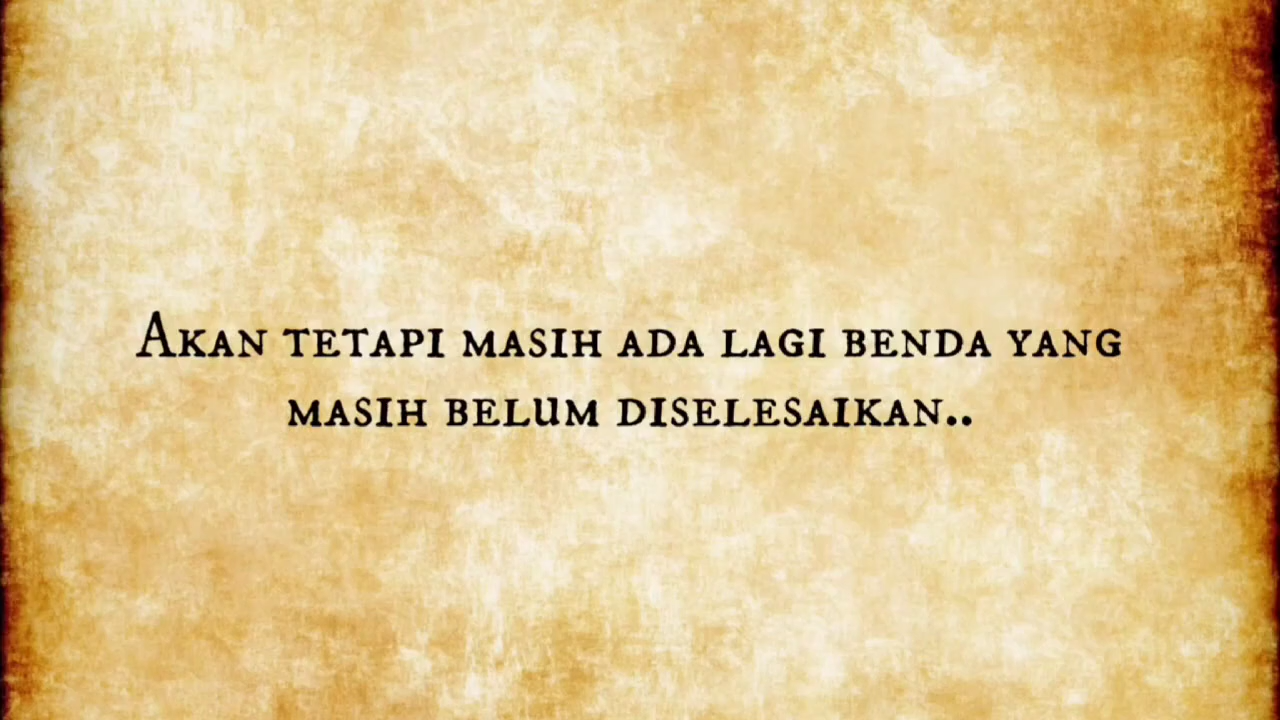 Akan tetapi masih ada lagi benda yang
masih belum diselesaikan..